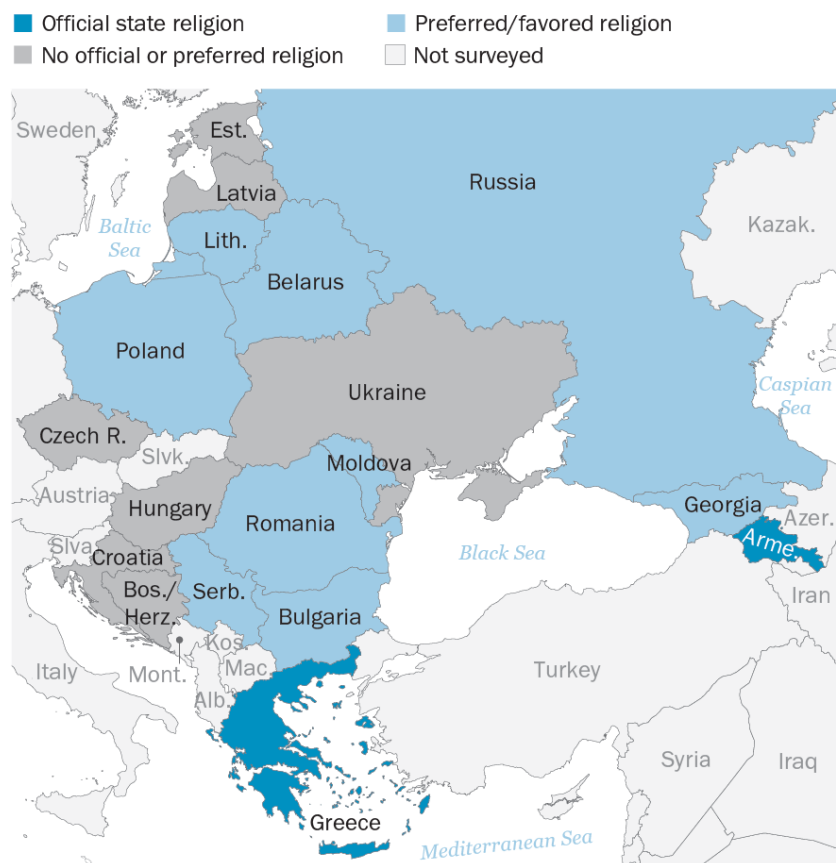 Official state religion
Preferred/favored religion
No official or preferred religion
Not surveyed
Sweden
Est.
Russia
Latvia
Kazak.
Baltic
Sea
Lith.
Belarus
Poland
Ukraine
Caspian
Sea
Czech R.
Slvk.
Moldova
Austria
Hungary
Georgia
Romania
Azer.
Slva.
Croatia
Black Sea
Arme.
Bos./
Herz.
Serb.
Iran
Bulgaria
Kos.
Italy
Mont.
Mac.
Turkey
Alb.
Syria
Iraq
Greece
Mediterranean Sea